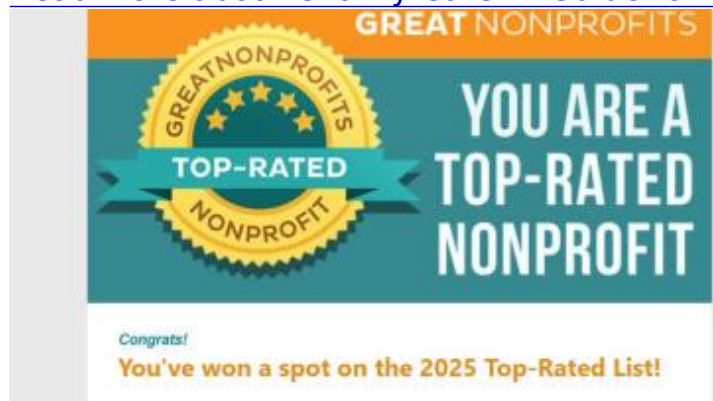 GREAT NONPROFITS
GREATNONPROFITS
TOP-RATED
NONPROFIT
YOU ARE A
TOP-RATED
NONPROFIT
Congrats!
You've won a spot on the 2025 Top-Rated List!